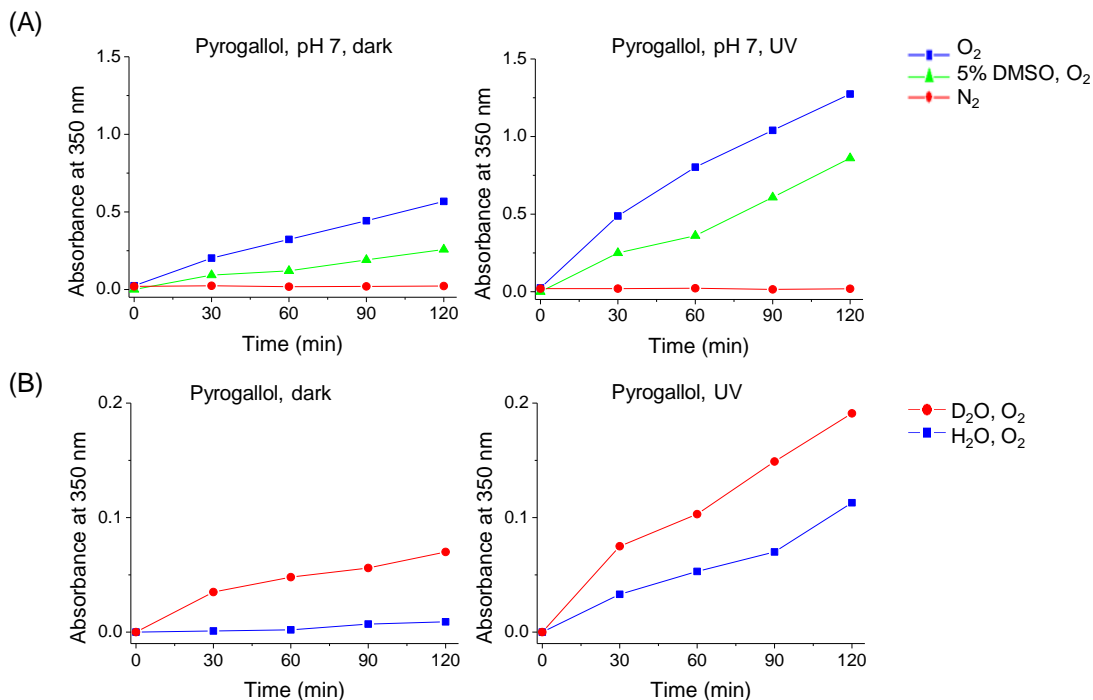 (A)
Pyrogallol, pH 7, dark
Absorbance at 350 nm
1.5
1.0
0.5
0.0
0 30 60 90 120
Time (min)
Pyrogallol, pH 7, UV
Absorbance at 350 nm
1.5
1.0
0.5
0.0
0 30 60 90 120
Time (min)
O₂
5% DMSO, O₂
N₂
(B)
Pyrogallol, dark
Absorbance at 350 nm
0.2
0.1
0.0
0 30 60 90 120
Time (min)
Pyrogallol, UV
Absorbance at 350 nm
0.2
0.1
0.0
0 30 60 90 120
Time (min)
D₂O, O₂
H₂O, O₂